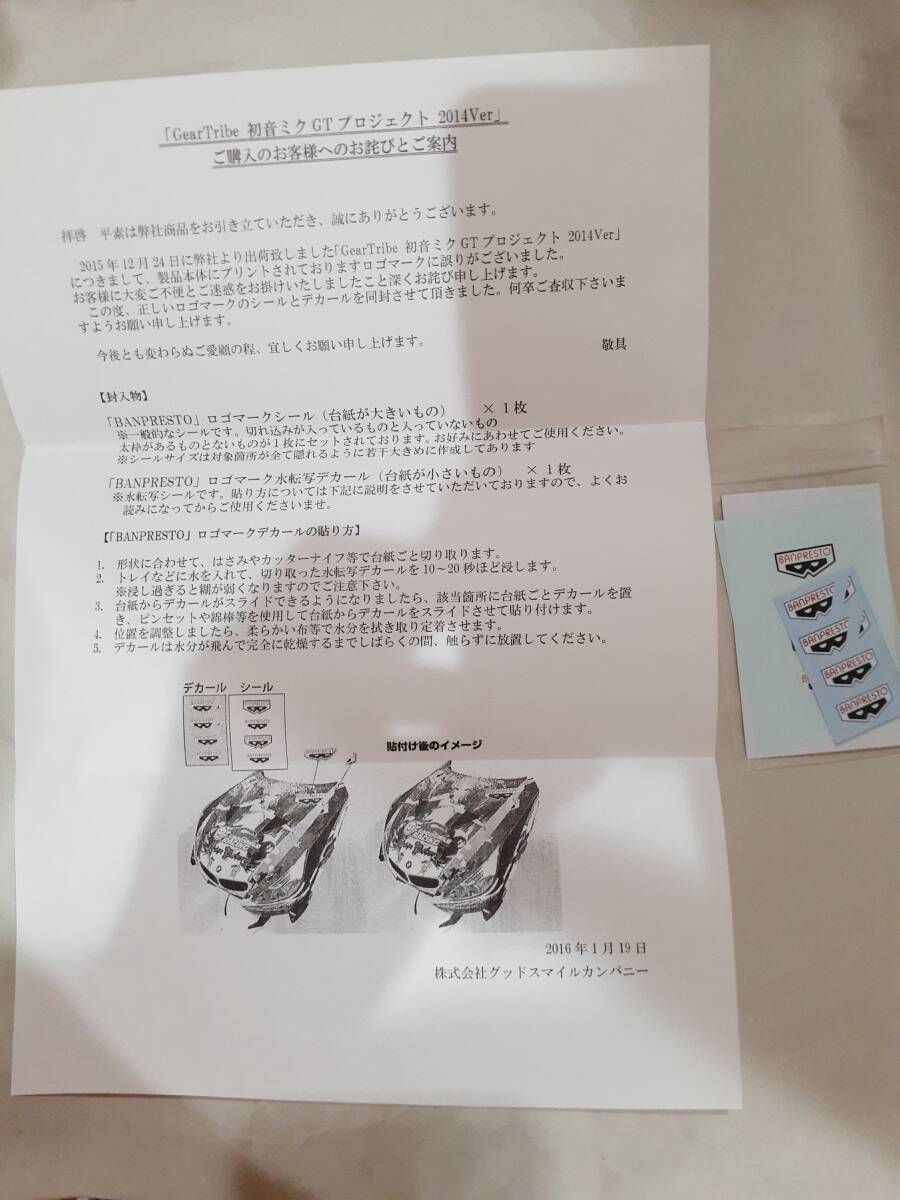 「GearTribe 初音ミク GT プロジェクト 2014Ver」
ご購入のお客様へのお詫びとご案内
拝啓　平素は弊社商品をお引き立ていただき、誠にありがとうございます。
2015年12月24日に弊社より出荷致しました「GearTribe 初音ミク GT プロジェクト 2014Ver」
につきまして、製品本体にプリントされておりますロゴマークに誤りがございました。
お客様に大変ご不便とご迷惑をお掛けいたしましたこと深くお詫び申し上げます。
この度、正しいロゴマークのシールとデカールを同封させて頂きました。何卒ご査収下さいま
すようお願い申し上げます。
今後とも変わらぬご愛顧の程、宜しくお願い申し上げます。
敬具
【封入物】
「BANPRESTO」ロゴマークシール（台紙が大きいもの）　×１枚
※一般的なシールです。切れ込みが入っているものと入っていないもの
太枠があるものとないものが１枚にセットされております。お好みにあわせてご使用ください。
※シールサイズは対象箇所が全て隠れるように若干大きめに作成してあります
「BANPRESTO」ロゴマーク水転写デカール（台紙が小さいもの）　×１枚
※水転写シールです。貼り方については下記に説明をさせていただいておりますので、よくお
読みになってからご使用くださいませ。
【「BANPRESTO」ロゴマークデカールの貼り方】
1. 形状に合わせて、はさみやカッターナイフ等で台紙ごと切り取ります。
2. トレイなどに水を入れて、切り取った水転写デカールを10～20秒ほど浸します。
※浸し過ぎると糊が弱くなりますのでご注意下さい。
3. 台紙からデカールがスライドできるようになりましたら、該当箇所に台紙ごとデカールを置
き、ピンセットや綿棒等を使用して台紙からデカールをスライドさせて貼り付けます。
4. 位置を調整しましたら、柔らかい布等で水分を拭き取り定着させます。
5. デカールは水分が飛んで完全に乾燥するまでしばらくの間、触らずに放置してください。
デカール　シール
貼付け後のイメージ
2016年1月19日
株式会社グッドスマイルカンパニー
BANPRESTO
BANPRESTO
BANPRESTO
BANPRESTO
BANPRESTO